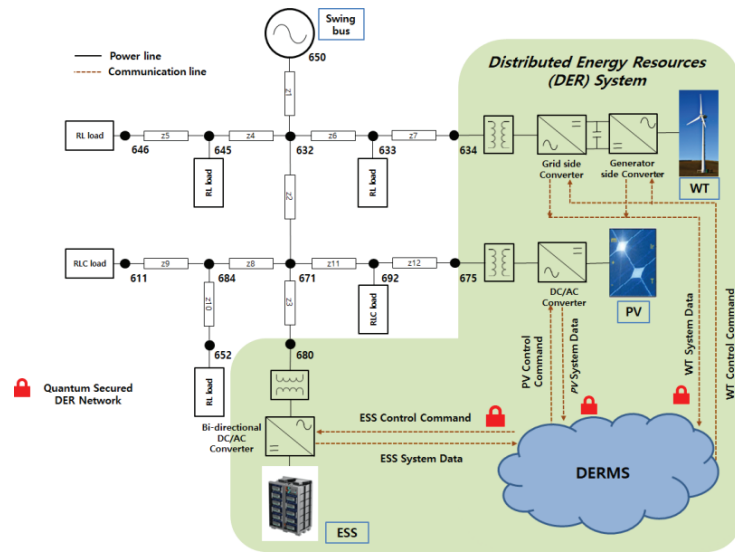 Swing
bus
650
Power line
Communication line
Distributed Energy Resources
(DER) System
z1
RL load
z5
z4
z6
z7
646
645
632
633
634
RL load
RL load
Grid side
Converter
Generator
side Converter
WT
z2
RLC load
z9
z8
z11
z12
611
684
671
692
675
DC/AC
Converter
PV
z10
z3
RLC load
652
680
RL load
Quantum Secured
DER Network
PV Control
Command
PV System Data
WT System Data
WT Control Command
Bi-directional
DC/AC
Converter
ESS Control Command
ESS System Data
DERMS
ESS